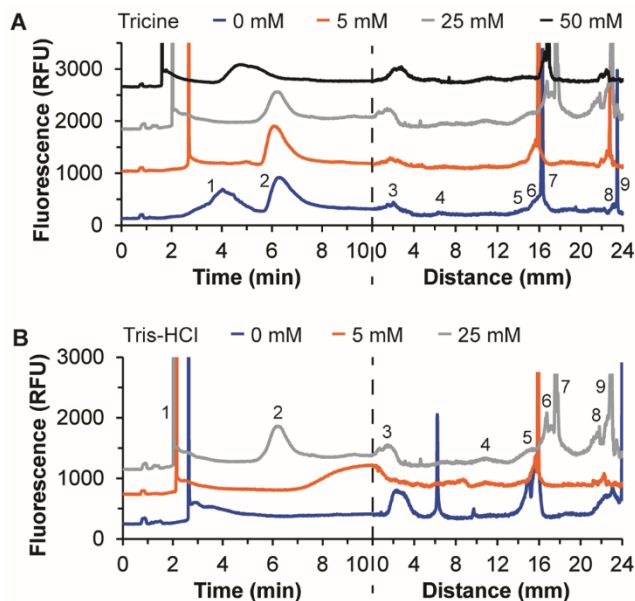 A Tricine 0 mM 5 mM 25 mM 50 mM
Fluorescence (RFU)
3000
2000
1000
0
1 2 3 4 5 6 7 8 9
0 2 4 6 8 10 0 4 8 12 16 20 24
Time (min) Distance (mm)
B Tris-HCl 0 mM 5 mM 25 mM
Fluorescence (RFU)
3000
2000
1000
0
1 2 3 4 5 6 7 8 9
0 2 4 6 8 10 0 4 8 12 16 20 24
Time (min) Distance (mm)